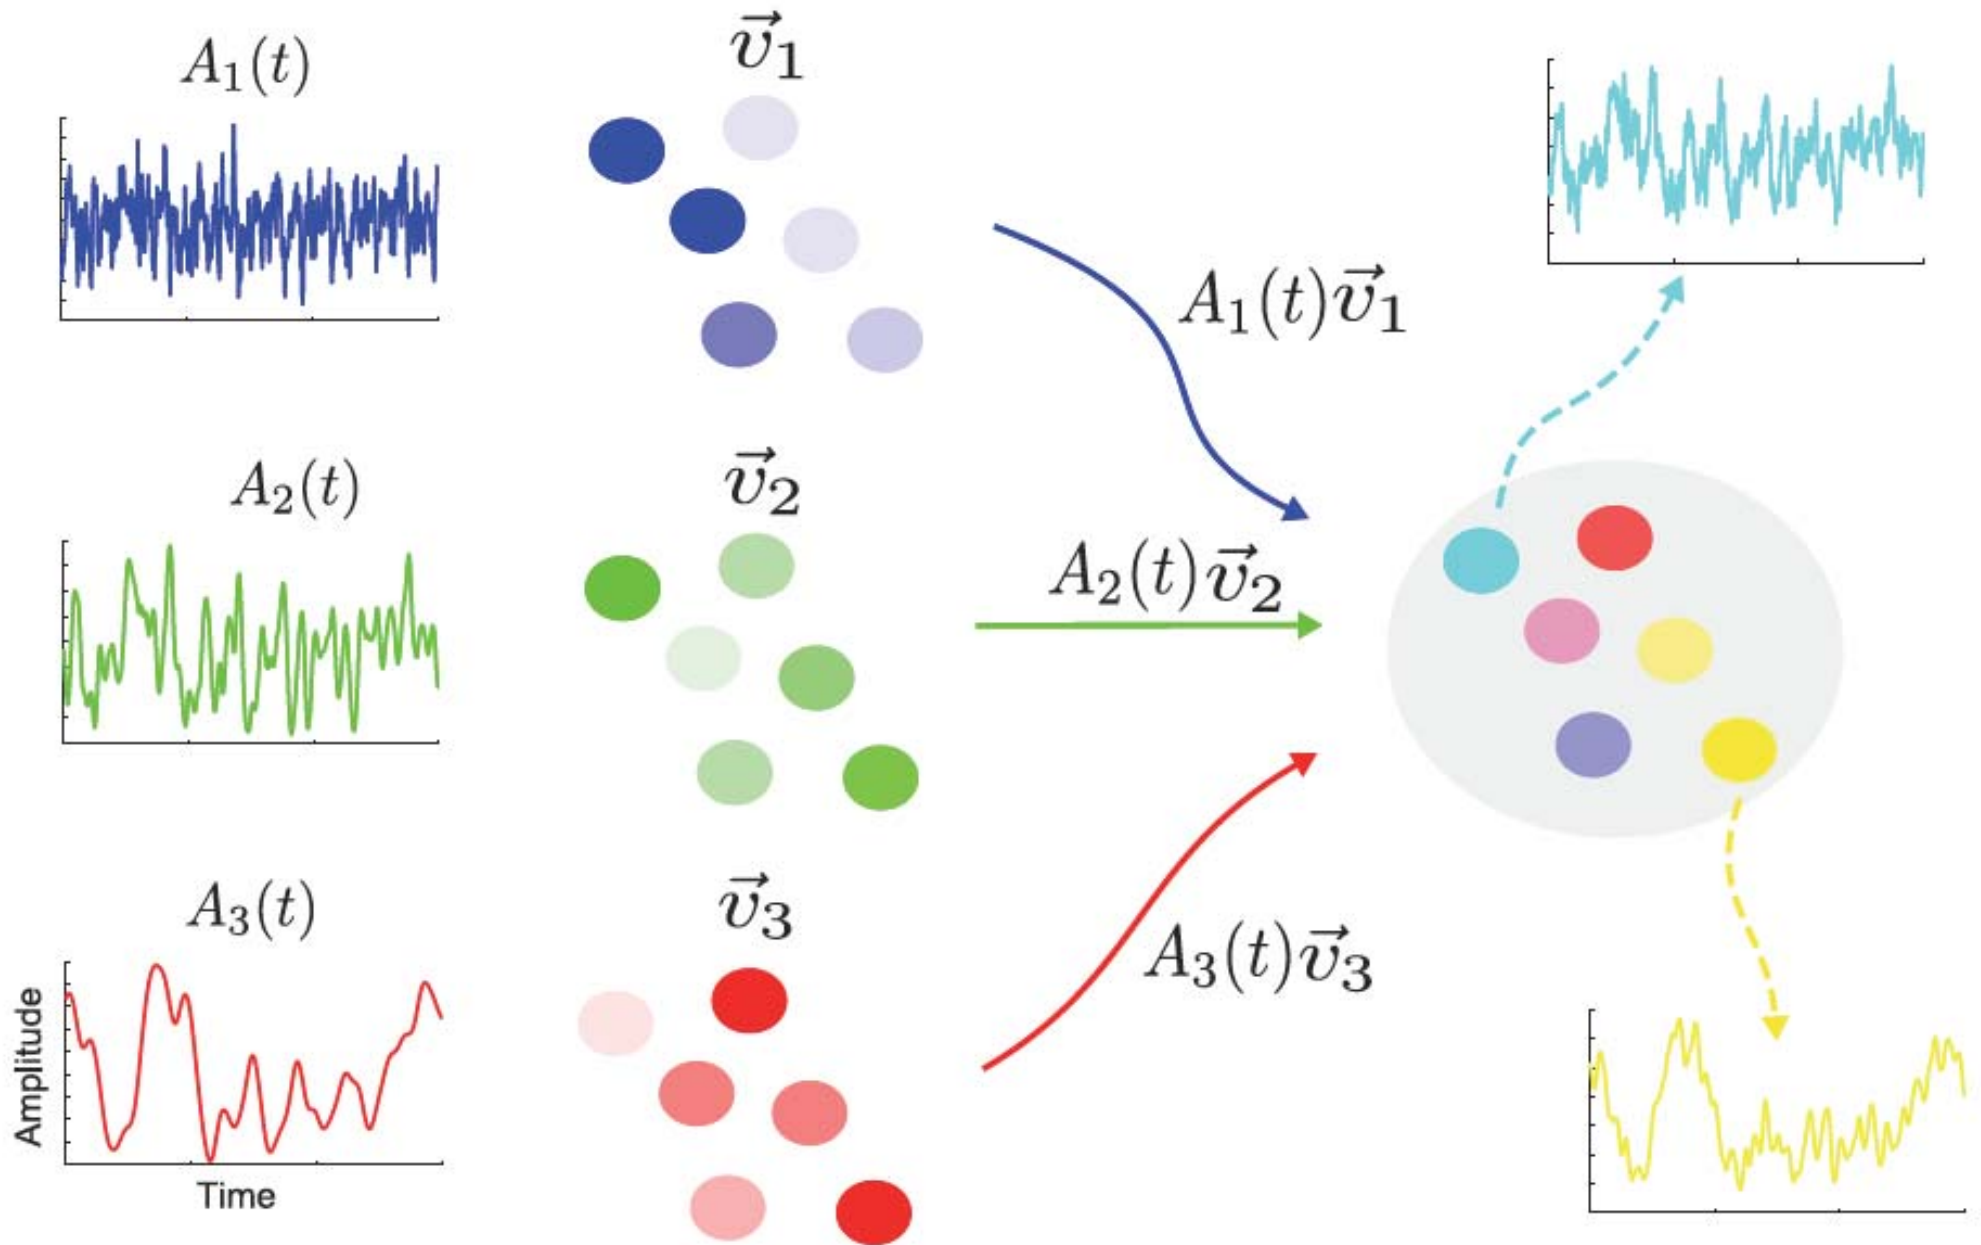 A₁(t)
v⃗₁
A₁(t)v⃗₁
A₂(t)
v⃗₂
A₂(t)v⃗₂
A₃(t)
v⃗₃
A₃(t)v⃗₃
Amplitude
Time